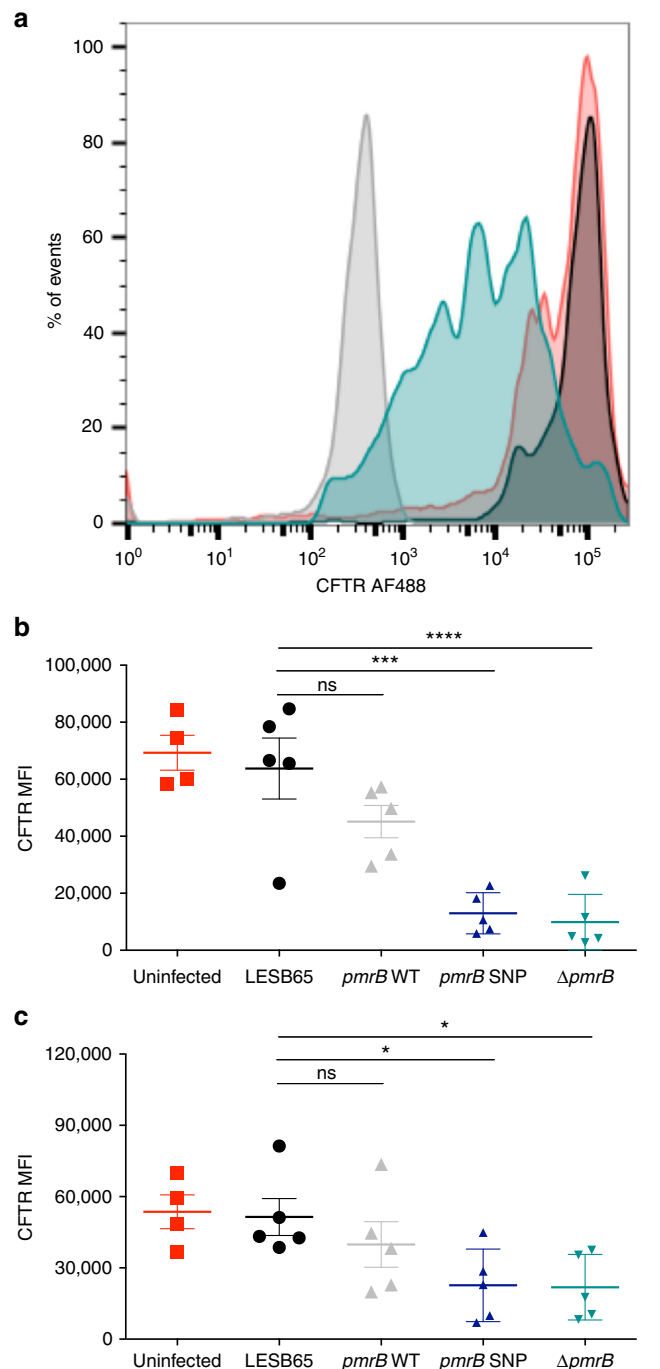 a
100
80
60
40
20
0
% of events
10⁰ 10¹ 10² 10³ 10⁴ 10⁵
CFTR AF488
b
****
***
ns
100,000
80,000
60,000
40,000
20,000
0
CFTR MFI
Uninfected LESB65 pmrB WT pmrB SNP ΔpmrB
c
*
*
ns
120,000
90,000
60,000
30,000
0
CFTR MFI
Uninfected LESB65 pmrB WT pmrB SNP ΔpmrB